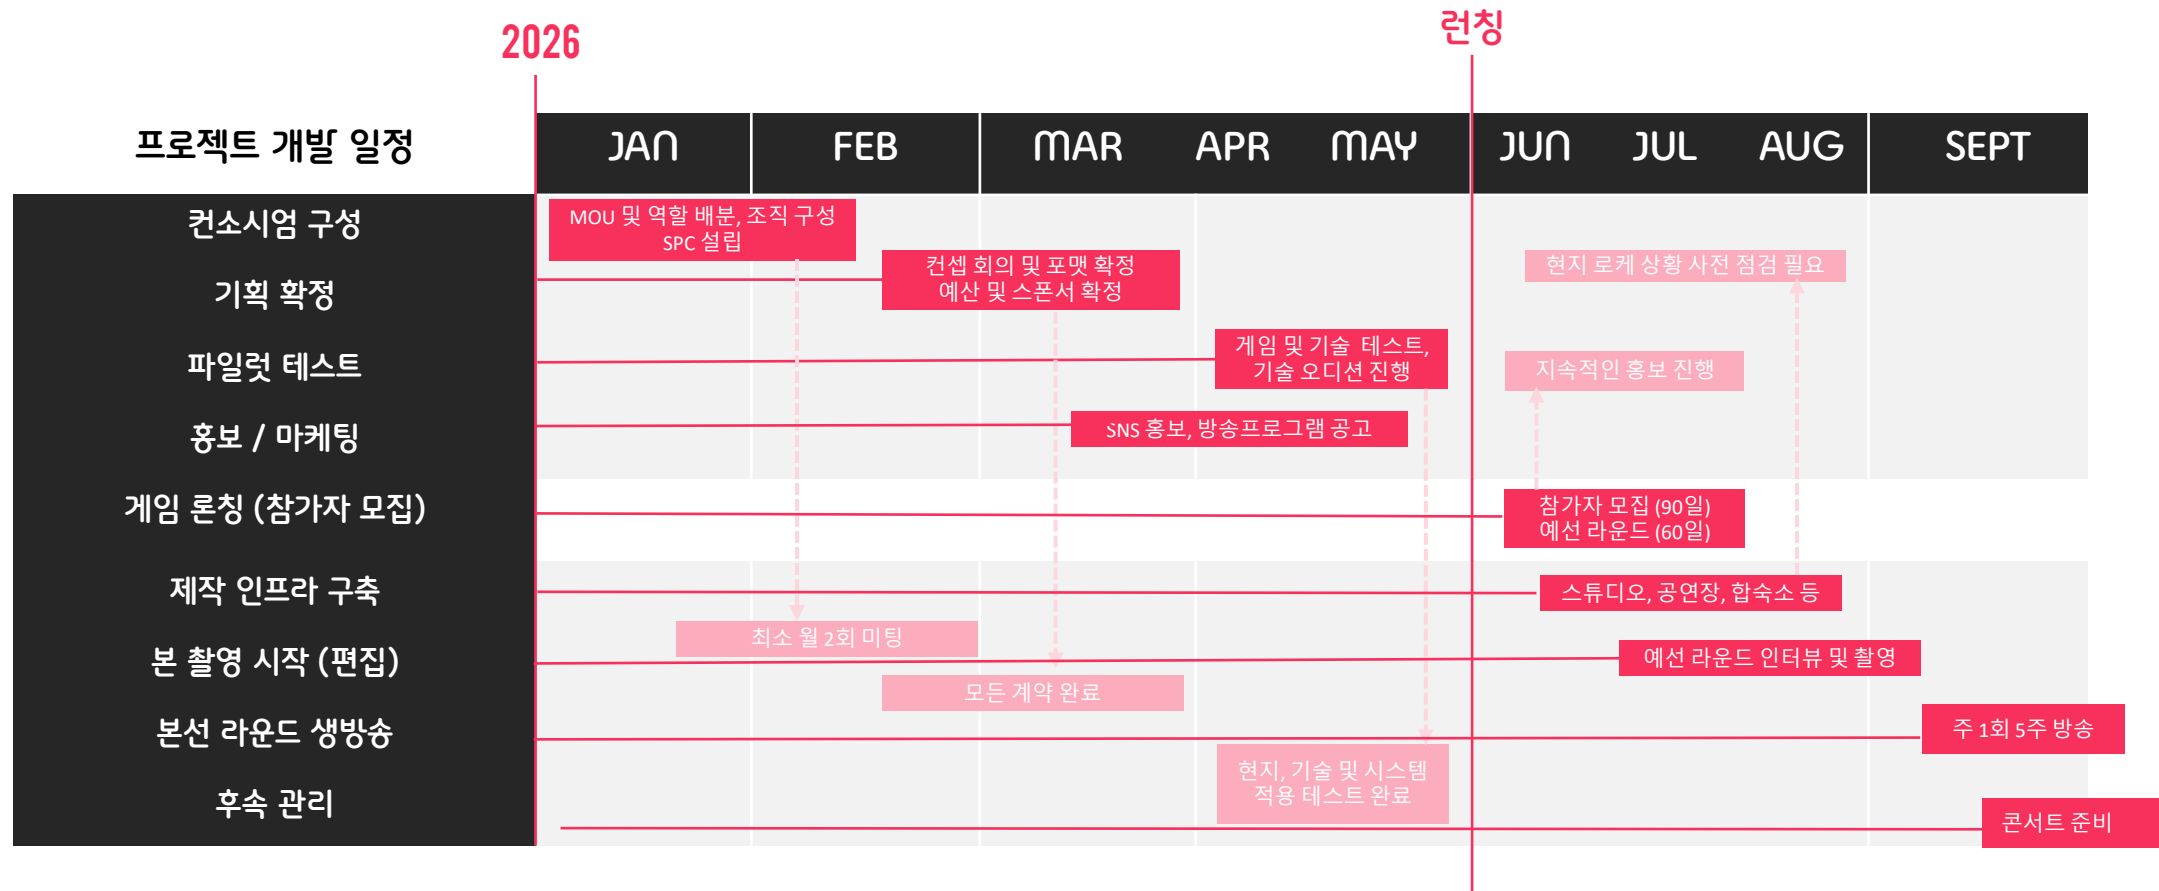 2026
런칭
프로젝트 개발 일정
JAN
FEB
MAR
APR
MAY
JUN
JUL
AUG
SEPT
컨소시엄 구성
MOU 및 역할 배분, 조직 구성
SPC 설립
기획 확정
컨셉 회의 및 포맷 확정
예산 및 스폰서 확정
현지 로케 상황 사전 점검 필요
파일럿 테스트
게임 및 기술 테스트,
기술 오디션 진행
지속적인 홍보 진행
홍보 / 마케팅
SNS 홍보, 방송프로그램 공고
게임 론칭 (참가자 모집)
참가자 모집 (90일)
예선 라운드 (60일)
제작 인프라 구축
스튜디오, 공연장, 합숙소 등
최소 월 2회 미팅
본 촬영 시작 (편집)
예선 라운드 인터뷰 및 촬영
모든 계약 완료
본선 라운드 생방송
주 1회 5주 방송
현지, 기술 및 시스템
적용 테스트 완료
후속 관리
콘서트 준비